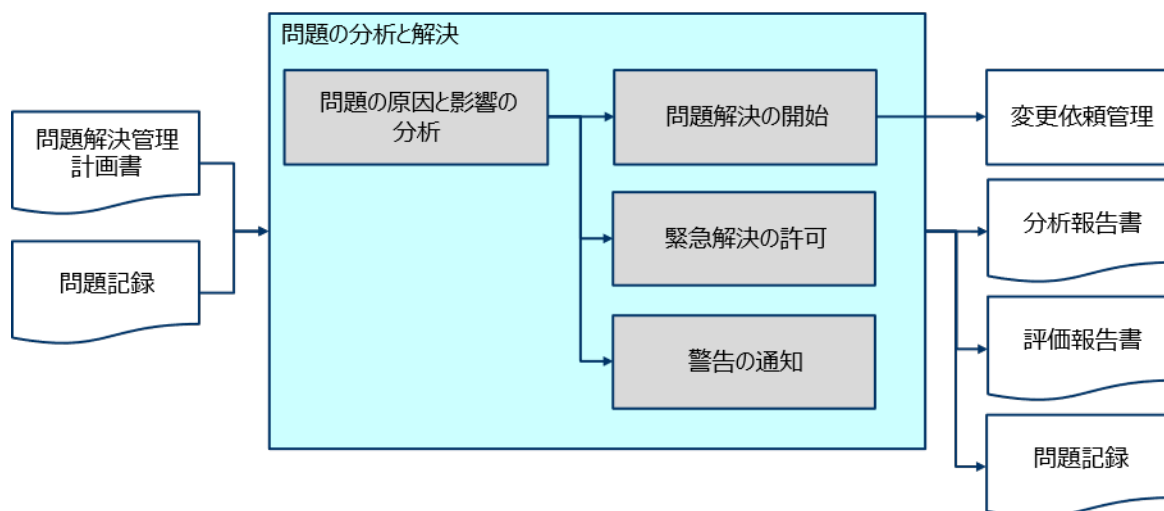 問題の分析と解決
問題の原因と影響の
分析
問題解決の開始
変更依頼管理
問題解決管理
計画書
分析報告書
緊急解決の許可
問題記録
評価報告書
警告の通知
問題記録